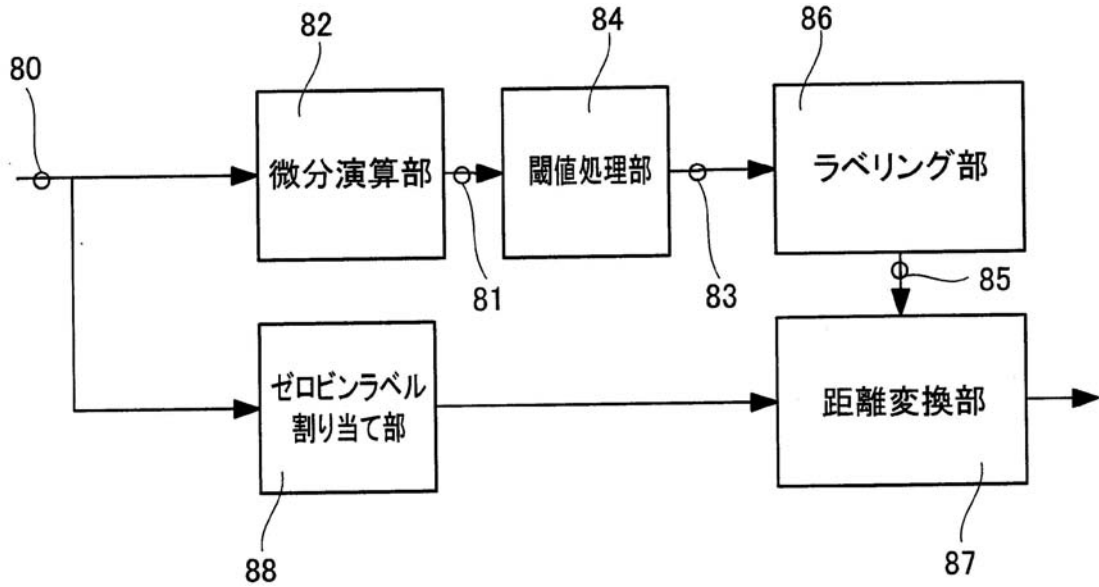 82
84
86
80
微分演算部
閾値処理部
ラベリング部
81
83
85
ゼロビンラベル
割り当て部
距離変換部
88
87